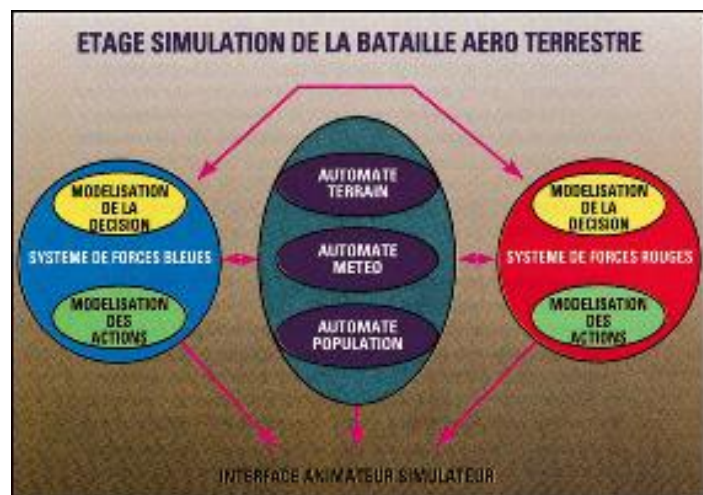 ETAGE SIMULATION DE LA BATAILLE AERO TERRESTRE
MODELISATION
DE LA
DECISION
SYSTEME DE FORCES BLEUES
MODELISATION
DES
ACTIONS
AUTOMATE
TERRAIN
AUTOMATE
METEO
AUTOMATE
POPULATION
MODELISATION
DE LA
DECISION
SYSTEME DE FORCES ROUGES
MODELISATION
DES
ACTIONS
INTERFACE ANIMATEUR SIMULATEUR